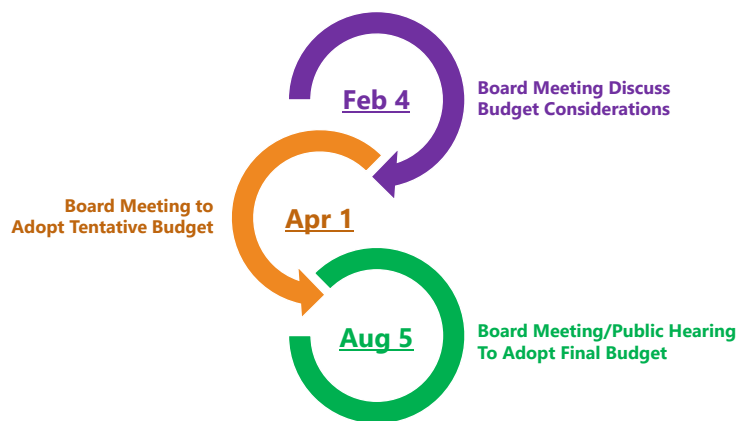 Feb 4
Board Meeting Discuss
Budget Considerations
Board Meeting to
Adopt Tentative Budget
Apr 1
Aug 5
Board Meeting/Public Hearing
To Adopt Final Budget